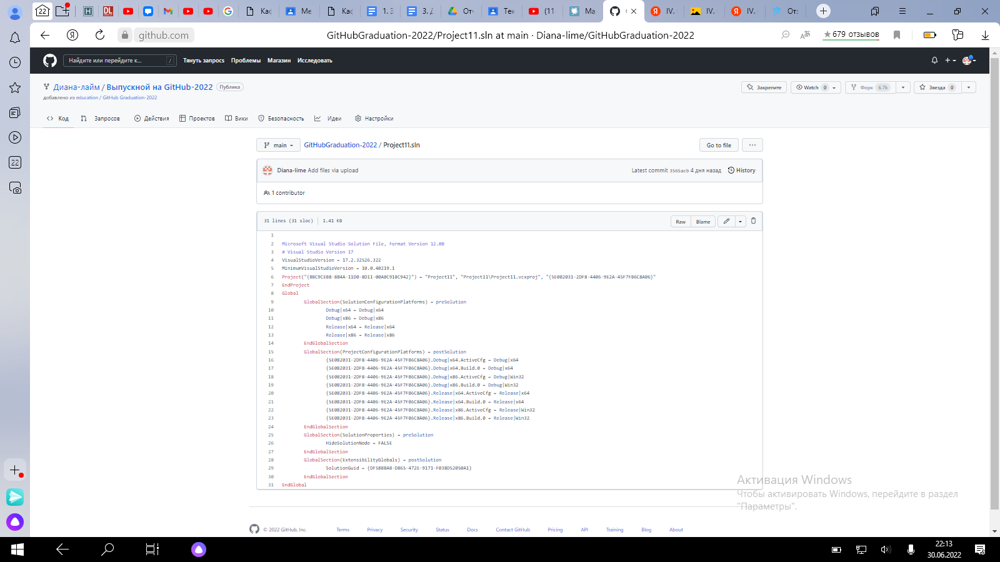 22 Кас Ме Кас 1. З 3. Д Отч Тек (11 Ма IV. IV. IV. Отз
github.com GitHubGraduation-2022/Project11.sln at main · Diana-lime/GitHubGraduation-2022 ★679 отзывов
Найдите или перейдите к... / Тянуть запрос Проблемы Магазин Исследовать
Диана-лайм / Выпускной на GitHub-2022 Публика
Закрепите Watch 0 Форк 6.7k Звезда 0
добавлено из education / GitHub Graduation-2022
Код Запросов Действия Проектов Вики Безопасность Идеи Настройки
22
main GitHubGraduation-2022 / Project11.sln Go to file ...
Diana-lime Add files via upload Latest commit 3565acb 4 дня назад History
1 contributor
31 lines (31 sloc) 1.41 KB Raw Blame
1
2 Microsoft Visual Studio Solution File, Format Version 12.00
3 # Visual Studio Version 17
4 VisualStudioVersion = 17.2.32526.322
5 MinimumVisualStudioVersion = 10.0.40219.1
6 Project("{8BC9CEB8-8B4A-11D0-8D11-00A0C91BC942}") = "Project11", "Project11\Project11.vcxproj", "{5E0B2031-2DF8-4406-9E2A-45F7FB6C8A06}"
7 EndProject
8 Global
9 GlobalSection(SolutionConfigurationPlatforms) = preSolution
10 Debug|x64 = Debug|x64
11 Debug|x86 = Debug|x86
12 Release|x64 = Release|x64
13 Release|x86 = Release|x86
14 EndGlobalSection
15 GlobalSection(ProjectConfigurationPlatforms) = postSolution
16 {5E0B2031-2DF8-4406-9E2A-45F7FB6C8A06}.Debug|x64.ActiveCfg = Debug|x64
17 {5E0B2031-2DF8-4406-9E2A-45F7FB6C8A06}.Debug|x64.Build.0 = Debug|x64
18 {5E0B2031-2DF8-4406-9E2A-45F7FB6C8A06}.Debug|x86.ActiveCfg = Debug|Win32
19 {5E0B2031-2DF8-4406-9E2A-45F7FB6C8A06}.Debug|x86.Build.0 = Debug|Win32
20 {5E0B2031-2DF8-4406-9E2A-45F7FB6C8A06}.Release|x64.ActiveCfg = Release|x64
21 {5E0B2031-2DF8-4406-9E2A-45F7FB6C8A06}.Release|x64.Build.0 = Release|x64
22 {5E0B2031-2DF8-4406-9E2A-45F7FB6C8A06}.Release|x86.ActiveCfg = Release|Win32
23 {5E0B2031-2DF8-4406-9E2A-45F7FB6C8A06}.Release|x86.Build.0 = Release|Win32
24 EndGlobalSection
25 GlobalSection(SolutionProperties) = preSolution
26 HideSolutionNode = FALSE
27 EndGlobalSection
28 GlobalSection(ExtensibilityGlobals) = postSolution
29 SolutionGuid = {DF58BBAB-DB65-472E-9171-F038D52050A1}
30 EndGlobalSection
31 EndGlobal
Активация Windows
Чтобы активировать Windows, перейдите в раздел
"Параметры".
© 2022 GitHub, Inc. Terms Privacy Security Status Docs Contact GitHub Pricing API Training Blog About
22:13
30.06.2022